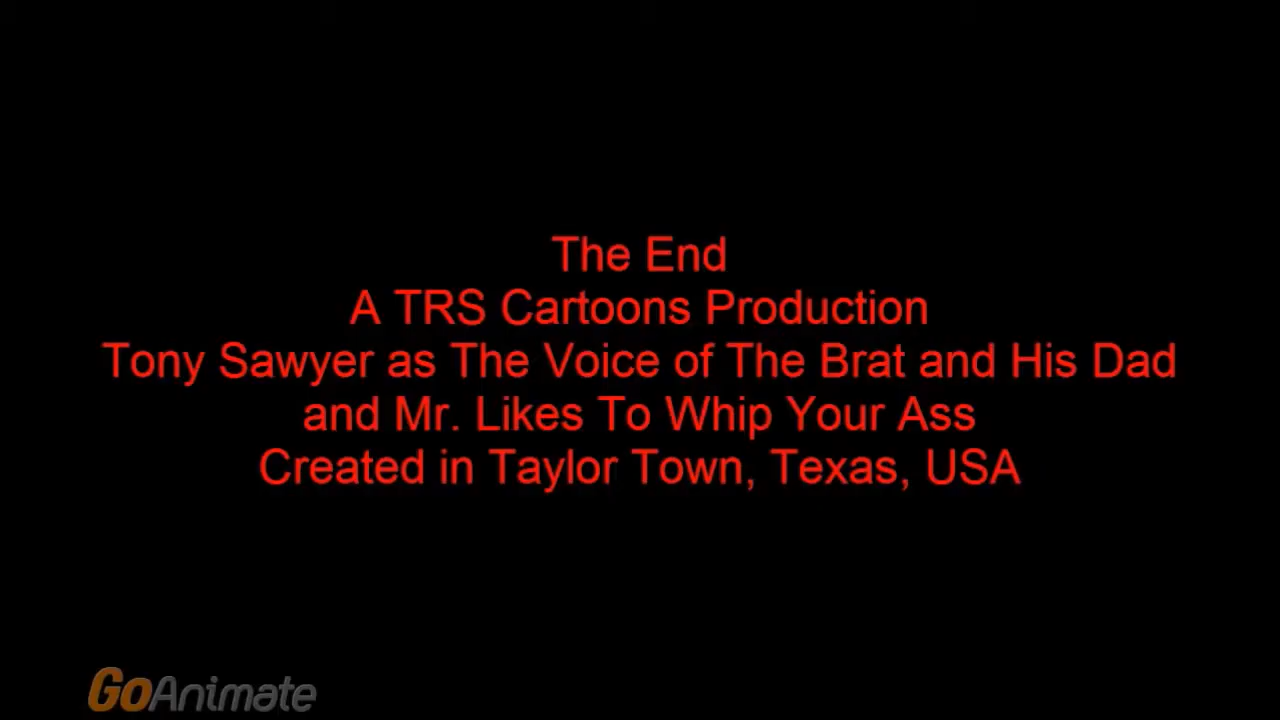 The End
A TRS Cartoons Production
Tony Sawyer as The Voice of The Brat and His Dad
and Mr. Likes To Whip Your Ass
Created in Taylor Town, Texas, USA
GoAnimate